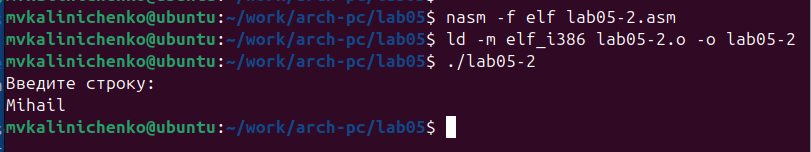 mvkalinichenko@ubuntu:~/work/arch-pc/lab05$ nasm -f elf lab05-2.asm
mvkalinichenko@ubuntu:~/work/arch-pc/lab05$ ld -m elf_i386 lab05-2.o -o lab05-2
mvkalinichenko@ubuntu:~/work/arch-pc/lab05$ ./lab05-2
Введите строку:
Mihail
mvkalinichenko@ubuntu:~/work/arch-pc/lab05$